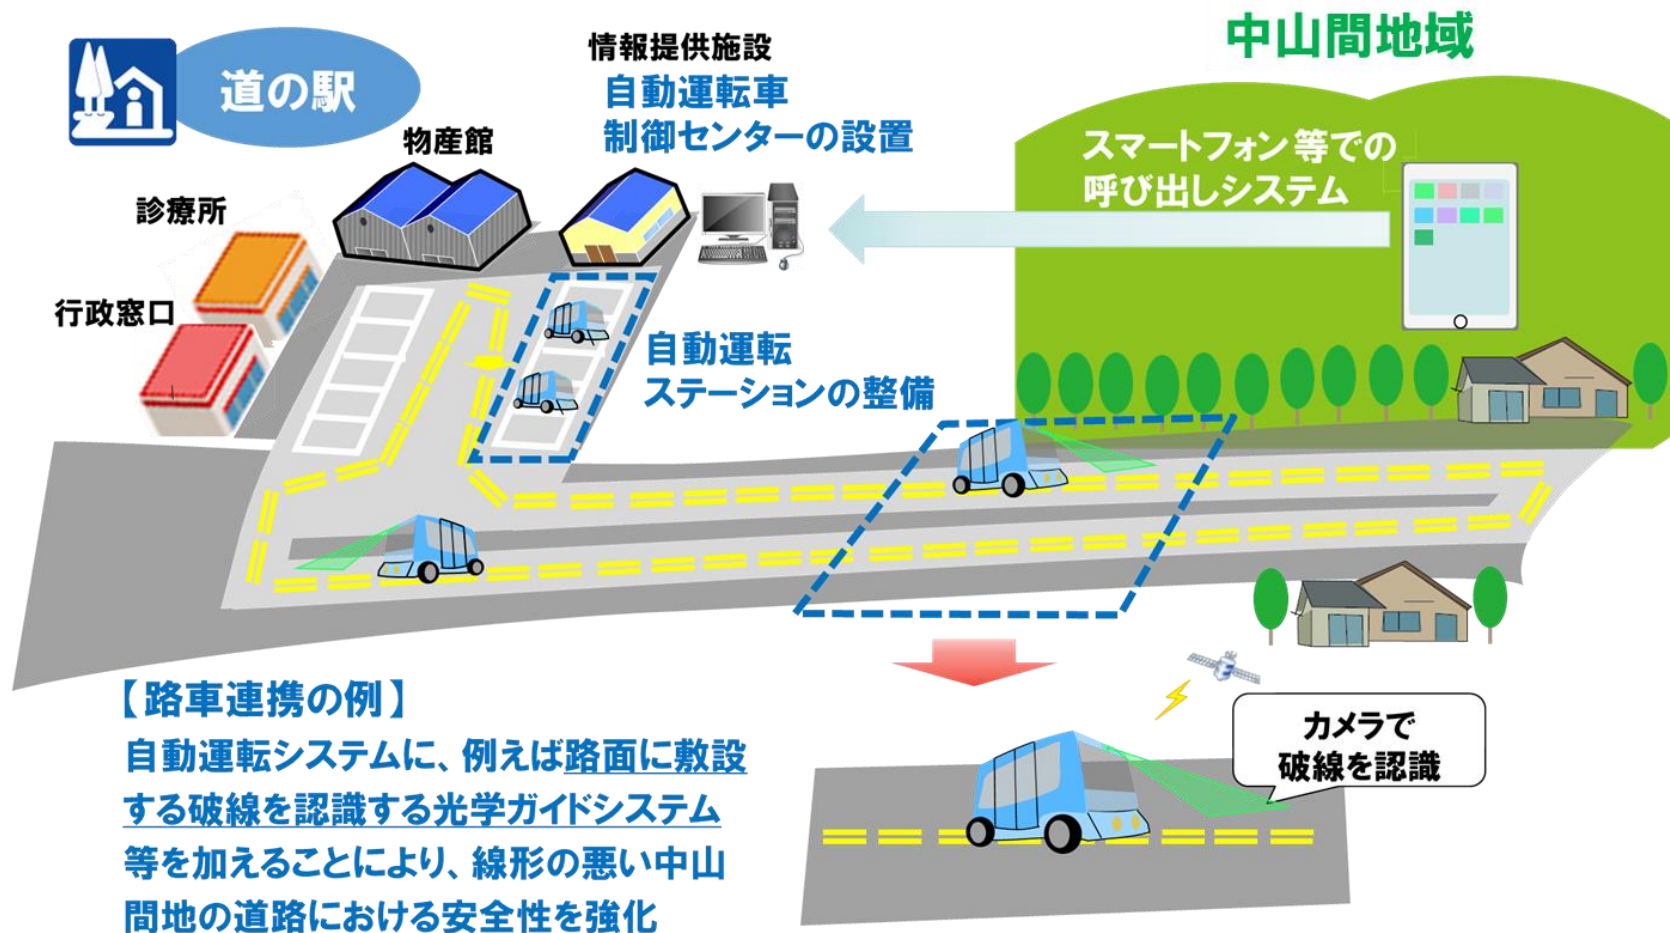 道の駅
情報提供施設
自動運転車
制御センターの設置
中山間地域
物産館
スマートフォン等での
呼び出しシステム
診療所
行政窓口
自動運転
ステーションの整備
【路車連携の例】
自動運転システムに、例えば路面に敷設
する破線を認識する光学ガイドシステム
等を加えることにより、線形の悪い中山
間地の道路における安全性を強化
カメラで
破線を認識